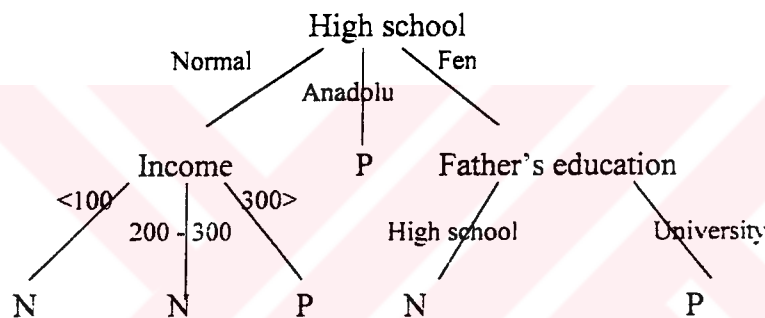 High school
Normal
Fen
Anadolu
Income P Father's education
<100 300>
200 - 300 High school University
N N P N P